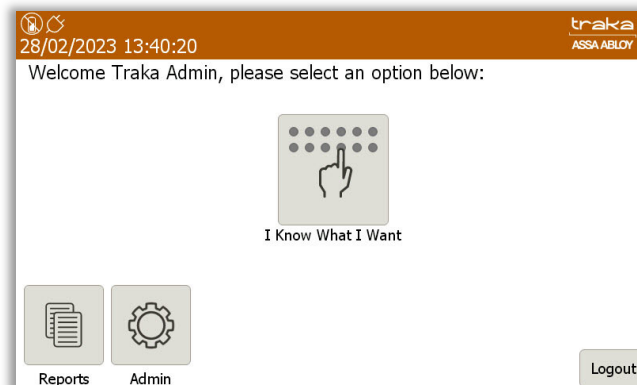 traka
28/02/2023 13:40:20
ASSA ABLOY
Welcome Traka Admin, please select an option below:
I Know What I Want
Reports
Admin
Logout